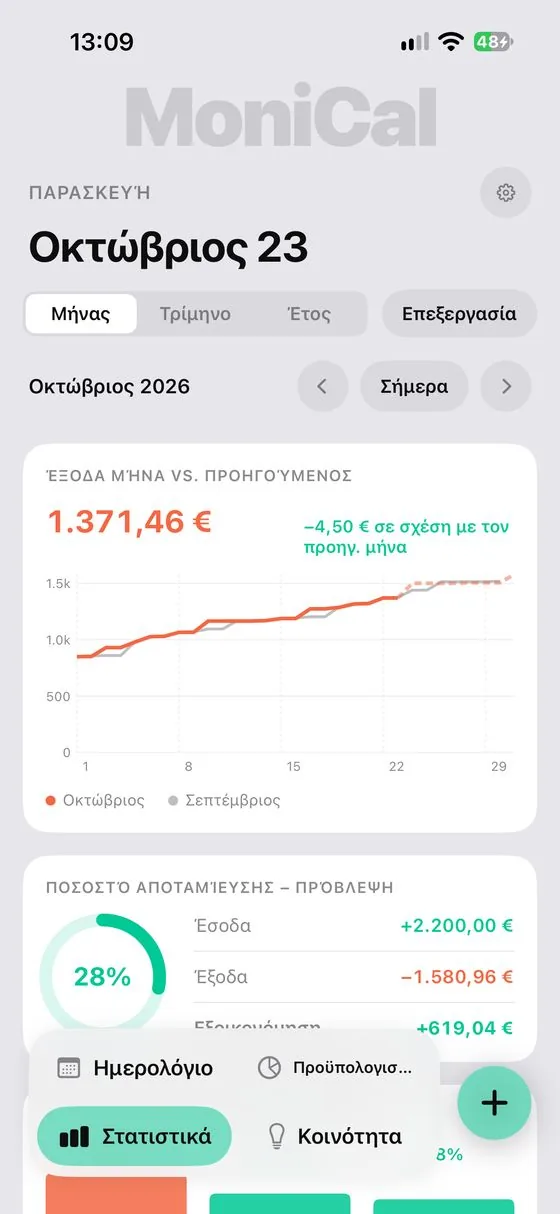 13:09
48
MoniCal
ΠΑΡΑΣΚΕΥΉ
Οκτώβριος 23
Μήνας
Τρίμηνο
Έτος
Επεξεργασία
Οκτώβριος 2026
Σήμερα
ΈΞΟΔΑ ΜΉΝΑ VS. ΠΡΟΗΓΟΎΜΕΝΟΣ
1.371,46 €
−4,50 € σε σχέση με τον
προηγ. μήνα
1.5k
1.0k
500
0
1 8 15 22 29
Οκτώβριος
Σεπτέμβριος
ΠΟΣΟΣΤΌ ΑΠΟΤΑΜΊΕΥΣΗΣ – ΠΡΌΒΛΕΨΗ
28%
Έσοδα
+2.200,00 €
Έξοδα
−1.580,96 €
Εξοικονόμηση
+619,04 €
Ημερολόγιο
Προϋπολογισ...
Στατιστικά
Κοινότητα
8%